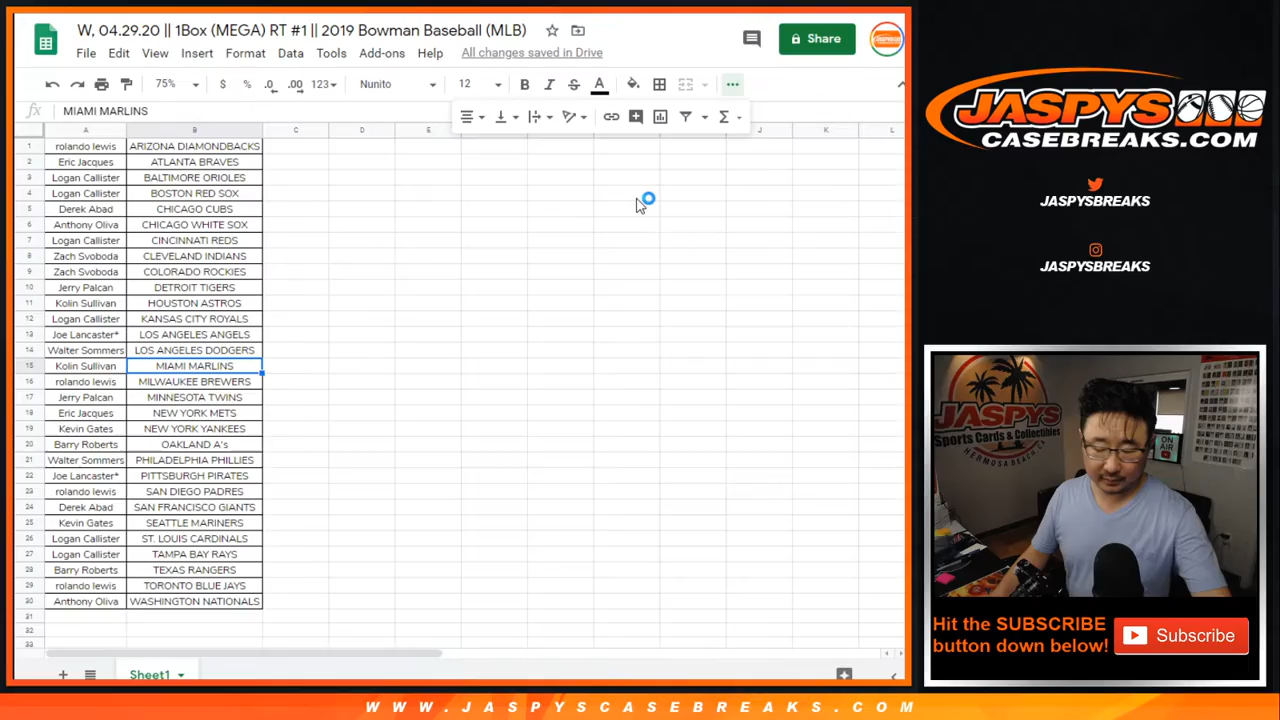 W, 04.29.20 || 1Box (MEGA) RT #1 || 2019 Bowman Baseball (MLB)
File Edit View Insert Format Data Tools Add-ons Help All changes saved in Drive
Share
75% $ % .0 .00 123 Nunito 12 B I S A
fx MIAMI MARLINS
A B C D E J K L
1 rolando lewis ARIZONA DIAMONDBACKS
2 Eric Jacques ATLANTA BRAVES
3 Logan Callister BALTIMORE ORIOLES
4 Logan Callister BOSTON RED SOX
5 Derek Abad CHICAGO CUBS
6 Anthony Oliva CHICAGO WHITE SOX
7 Logan Callister CINCINNATI REDS
8 Zach Svoboda CLEVELAND INDIANS
9 Zach Svoboda COLORADO ROCKIES
10 Jerry Palcan DETROIT TIGERS
11 Kolin Sullivan HOUSTON ASTROS
12 Logan Callister KANSAS CITY ROYALS
13 Joe Lancaster* LOS ANGELES ANGELS
14 Walter Sommers LOS ANGELES DODGERS
15 Kolin Sullivan MIAMI MARLINS
16 rolando lewis MILWAUKEE BREWERS
17 Jerry Palcan MINNESOTA TWINS
18 Eric Jacques NEW YORK METS
19 Kevin Gates NEW YORK YANKEES
20 Barry Roberts OAKLAND A's
21 Walter Sommers PHILADELPHIA PHILLIES
22 Joe Lancaster* PITTSBURGH PIRATES
23 rolando lewis SAN DIEGO PADRES
24 Derek Abad SAN FRANCISCO GIANTS
25 Kevin Gates SEATTLE MARINERS
26 Logan Callister ST. LOUIS CARDINALS
27 Logan Callister TAMPA BAY RAYS
28 Barry Roberts TEXAS RANGERS
29 rolando lewis TORONTO BLUE JAYS
30 Anthony Oliva WASHINGTON NATIONALS
31
32
33
Sheet1
JASPYS
CASEBREAKS.COM
JASPYSBREAKS
JASPYSBREAKS
JASPYS
Sports Cards & Collectibles
HERMOSA BEACH CA
ON AIR
Hit the SUBSCRIBE
button down below!
Subscribe
WWW.JASPYSCASEBREAKS.COM